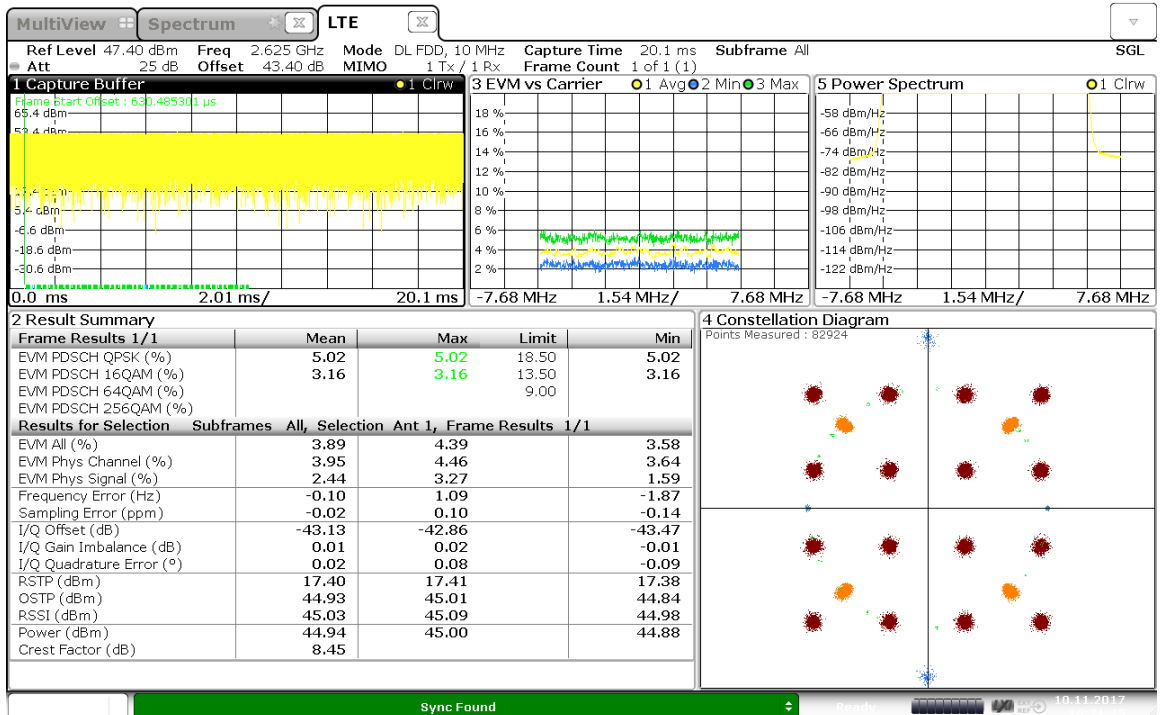 MultiView Spectrum LTE
Ref Level 47.40 dBm Freq 2.625 GHz Mode DL FDD, 10 MHz Capture Time 20.1 ms Subframe All SGL
Att 25 dB Offset 43.40 dB MIMO 1 Tx / 1 Rx Frame Count 1 of 1 (1)
1 Capture Buffer 1 Clrw
Frame Start Offset : 630.485301 µs
65.4 dBm
53.4 dBm
5.4 dBm
-6.6 dBm
-18.6 dBm
-30.6 dBm
0.0 ms 2.01 ms/ 20.1 ms
3 EVM vs Carrier 1 Avg 2 Min 3 Max
18 %
16 %
14 %
12 %
10 %
8 %
6 %
4 %
2 %
-7.68 MHz 1.54 MHz/ 7.68 MHz
5 Power Spectrum 1 Clrw
-58 dBm/Hz
-66 dBm/Hz
-74 dBm/Hz
-82 dBm/Hz
-90 dBm/Hz
-98 dBm/Hz
-106 dBm/Hz
-114 dBm/Hz
-122 dBm/Hz
-7.68 MHz 1.54 MHz/ 7.68 MHz
2 Result Summary
Frame Results 1/1 Mean Max Limit Min
EVM PDSCH QPSK (%) 5.02 5.02 18.50 5.02
EVM PDSCH 16QAM (%) 3.16 3.16 13.50 3.16
EVM PDSCH 64QAM (%) 9.00
EVM PDSCH 256QAM (%)
Results for Selection Subframes All, Selection Ant 1, Frame Results 1/1
EVM All (%) 3.89 4.39 3.58
EVM Phys Channel (%) 3.95 4.46 3.64
EVM Phys Signal (%) 2.44 3.27 1.59
Frequency Error (Hz) -0.10 1.09 -1.87
Sampling Error (ppm) -0.02 0.10 -0.14
I/Q Offset (dB) -43.13 -42.86 -43.47
I/Q Gain Imbalance (dB) 0.01 0.02 -0.01
I/Q Quadrature Error (º) 0.02 0.08 -0.09
RSTP (dBm) 17.40 17.41 17.38
OSTP (dBm) 44.93 45.01 44.84
RSSI (dBm) 45.03 45.09 44.98
Power (dBm) 44.94 45.00 44.88
Crest Factor (dB) 8.45
4 Constellation Diagram
Points Measured : 82924
Sync Found Ready 10.11.2017